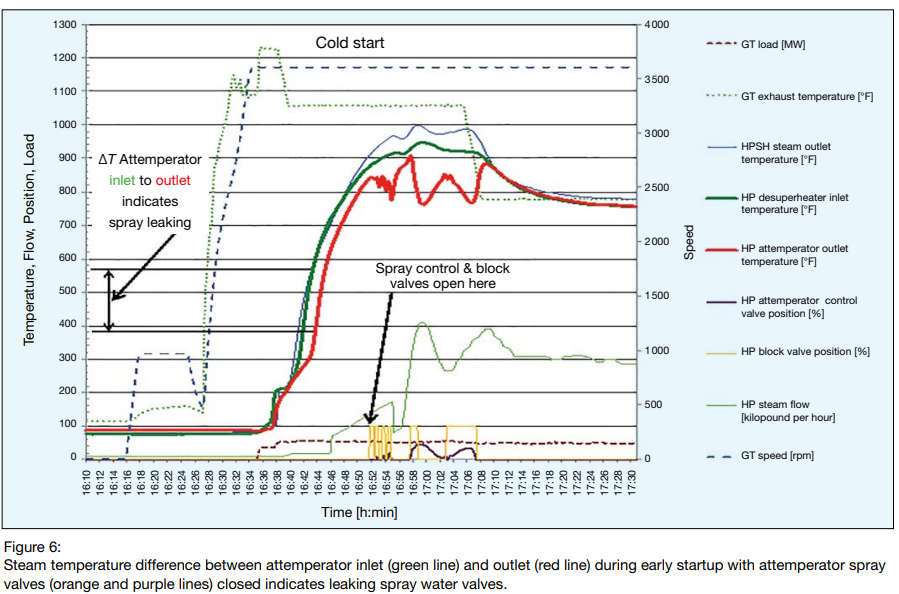 Cold start
Temperature, Flow, Position, Load
1300
1200
1100
1000
900
800
700
600
500
400
300
200
100
0
ΔT Attemperator
inlet to outlet
indicates
spray leaking
Spray control & block
valves open here
4000
3500
3000
2500
2000
1500
1000
500
0
Speed
16:10
16:12
16:14
16:16
16:18
16:20
16:22
16:24
16:26
16:28
16:30
16:32
16:34
16:36
16:38
16:40
16:42
16:44
16:46
16:48
16:50
16:52
16:54
16:56
16:58
17:00
17:02
17:04
17:06
17:08
17:10
17:12
17:14
17:16
17:18
17:20
17:22
17:24
17:26
17:28
17:30
Time [h:min]
GT load [MW]
GT exhaust temperature [°F]
HPSH steam outlet
temperature [°F]
HP desuperheater inlet
temperature [°F]
HP attemperator outlet
temperature [°F]
HP attemperator control
valve position [%]
HP block valve position [%]
HP steam flow
[kilopound per hour]
GT speed [rpm]
Figure 6:
Steam temperature difference between attemperator inlet (green line) and outlet (red line) during early startup with attemperator spray
valves (orange and purple lines) closed indicates leaking spray water valves.